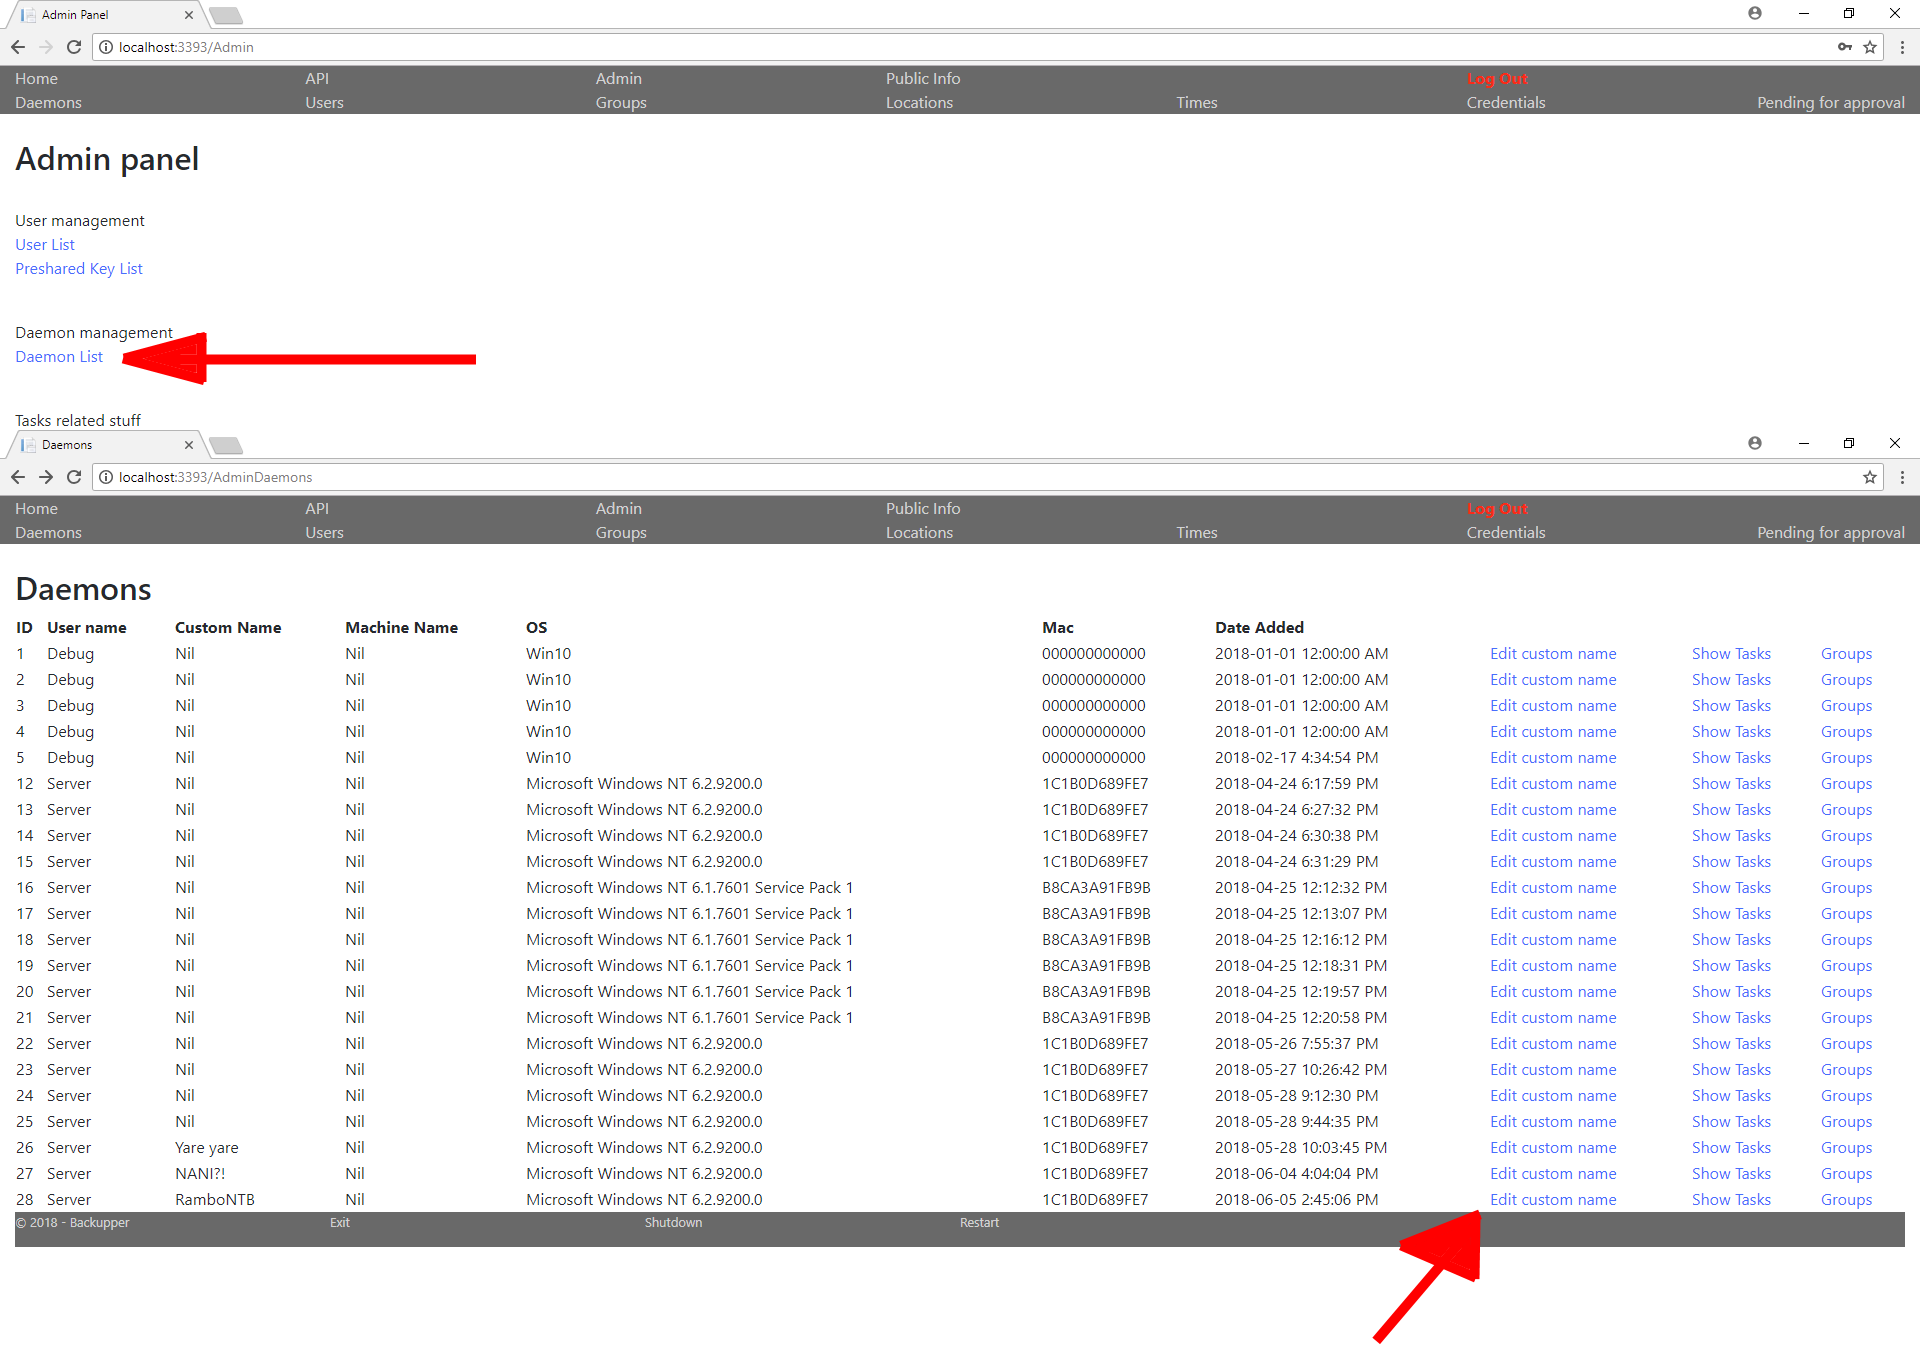 Admin Panel
localhost:3393/Admin
Home API Admin Public Info Log Out
Daemons Users Groups Locations Times Credentials Pending for approval
Admin panel
User management
User List
Preshared Key List
Daemon management
Daemon List
Tasks related stuff
Daemons
localhost:3393/AdminDaemons
Home API Admin Public Info Log Out
Daemons Users Groups Locations Times Credentials Pending for approval
Daemons
ID User name Custom Name Machine Name OS Mac Date Added
1 Debug Nil Nil Win10 000000000000 2018-01-01 12:00:00 AM Edit custom name Show Tasks Groups
2 Debug Nil Nil Win10 000000000000 2018-01-01 12:00:00 AM Edit custom name Show Tasks Groups
3 Debug Nil Nil Win10 000000000000 2018-01-01 12:00:00 AM Edit custom name Show Tasks Groups
4 Debug Nil Nil Win10 000000000000 2018-01-01 12:00:00 AM Edit custom name Show Tasks Groups
5 Debug Nil Nil Win10 000000000000 2018-02-17 4:34:54 PM Edit custom name Show Tasks Groups
12 Server Nil Nil Microsoft Windows NT 6.2.9200.0 1C1B0D689FE7 2018-04-24 6:17:59 PM Edit custom name Show Tasks Groups
13 Server Nil Nil Microsoft Windows NT 6.2.9200.0 1C1B0D689FE7 2018-04-24 6:27:32 PM Edit custom name Show Tasks Groups
14 Server Nil Nil Microsoft Windows NT 6.2.9200.0 1C1B0D689FE7 2018-04-24 6:30:38 PM Edit custom name Show Tasks Groups
15 Server Nil Nil Microsoft Windows NT 6.2.9200.0 1C1B0D689FE7 2018-04-24 6:31:29 PM Edit custom name Show Tasks Groups
16 Server Nil Nil Microsoft Windows NT 6.1.7601 Service Pack 1 B8CA3A91FB9B 2018-04-25 12:12:32 PM Edit custom name Show Tasks Groups
17 Server Nil Nil Microsoft Windows NT 6.1.7601 Service Pack 1 B8CA3A91FB9B 2018-04-25 12:13:07 PM Edit custom name Show Tasks Groups
18 Server Nil Nil Microsoft Windows NT 6.1.7601 Service Pack 1 B8CA3A91FB9B 2018-04-25 12:16:12 PM Edit custom name Show Tasks Groups
19 Server Nil Nil Microsoft Windows NT 6.1.7601 Service Pack 1 B8CA3A91FB9B 2018-04-25 12:18:31 PM Edit custom name Show Tasks Groups
20 Server Nil Nil Microsoft Windows NT 6.1.7601 Service Pack 1 B8CA3A91FB9B 2018-04-25 12:19:57 PM Edit custom name Show Tasks Groups
21 Server Nil Nil Microsoft Windows NT 6.1.7601 Service Pack 1 B8CA3A91FB9B 2018-04-25 12:20:58 PM Edit custom name Show Tasks Groups
22 Server Nil Nil Microsoft Windows NT 6.2.9200.0 1C1B0D689FE7 2018-05-26 7:55:37 PM Edit custom name Show Tasks Groups
23 Server Nil Nil Microsoft Windows NT 6.2.9200.0 1C1B0D689FE7 2018-05-27 10:26:42 PM Edit custom name Show Tasks Groups
24 Server Nil Nil Microsoft Windows NT 6.2.9200.0 1C1B0D689FE7 2018-05-28 9:12:30 PM Edit custom name Show Tasks Groups
25 Server Nil Nil Microsoft Windows NT 6.2.9200.0 1C1B0D689FE7 2018-05-28 9:44:35 PM Edit custom name Show Tasks Groups
26 Server Yare yare Nil Microsoft Windows NT 6.2.9200.0 1C1B0D689FE7 2018-05-28 10:03:45 PM Edit custom name Show Tasks Groups
27 Server NANI?! Nil Microsoft Windows NT 6.2.9200.0 1C1B0D689FE7 2018-06-04 4:04:04 PM Edit custom name Show Tasks Groups
28 Server RamboNTB Nil Microsoft Windows NT 6.2.9200.0 1C1B0D689FE7 2018-06-05 2:45:06 PM Edit custom name Show Tasks Groups
© 2018 - Backupper Exit Shutdown Restart